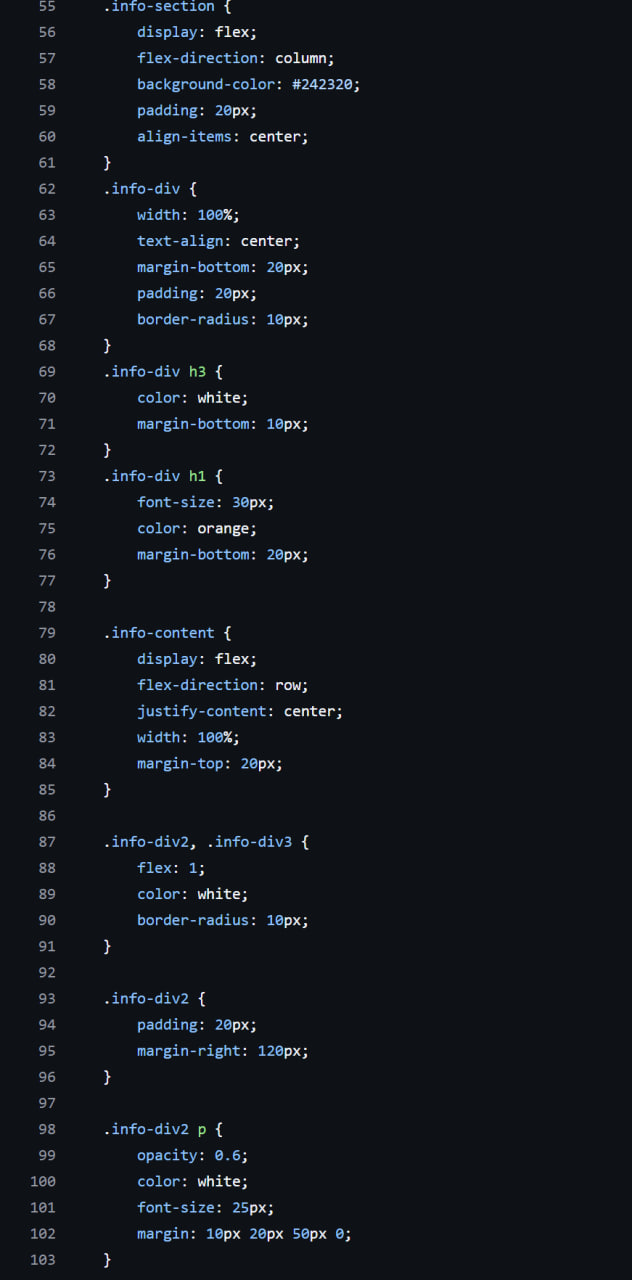 55 .info-section {
56 display: flex;
57 flex-direction: column;
58 background-color: #242320;
59 padding: 20px;
60 align-items: center;
61 }
62 .info-div {
63 width: 100%;
64 text-align: center;
65 margin-bottom: 20px;
66 padding: 20px;
67 border-radius: 10px;
68 }
69 .info-div h3 {
70 color: white;
71 margin-bottom: 10px;
72 }
73 .info-div h1 {
74 font-size: 30px;
75 color: orange;
76 margin-bottom: 20px;
77 }
78
79 .info-content {
80 display: flex;
81 flex-direction: row;
82 justify-content: center;
83 width: 100%;
84 margin-top: 20px;
85 }
86
87 .info-div2, .info-div3 {
88 flex: 1;
89 color: white;
90 border-radius: 10px;
91 }
92
93 .info-div2 {
94 padding: 20px;
95 margin-right: 120px;
96 }
97
98 .info-div2 p {
99 opacity: 0.6;
100 color: white;
101 font-size: 25px;
102 margin: 10px 20px 50px 0;
103 }